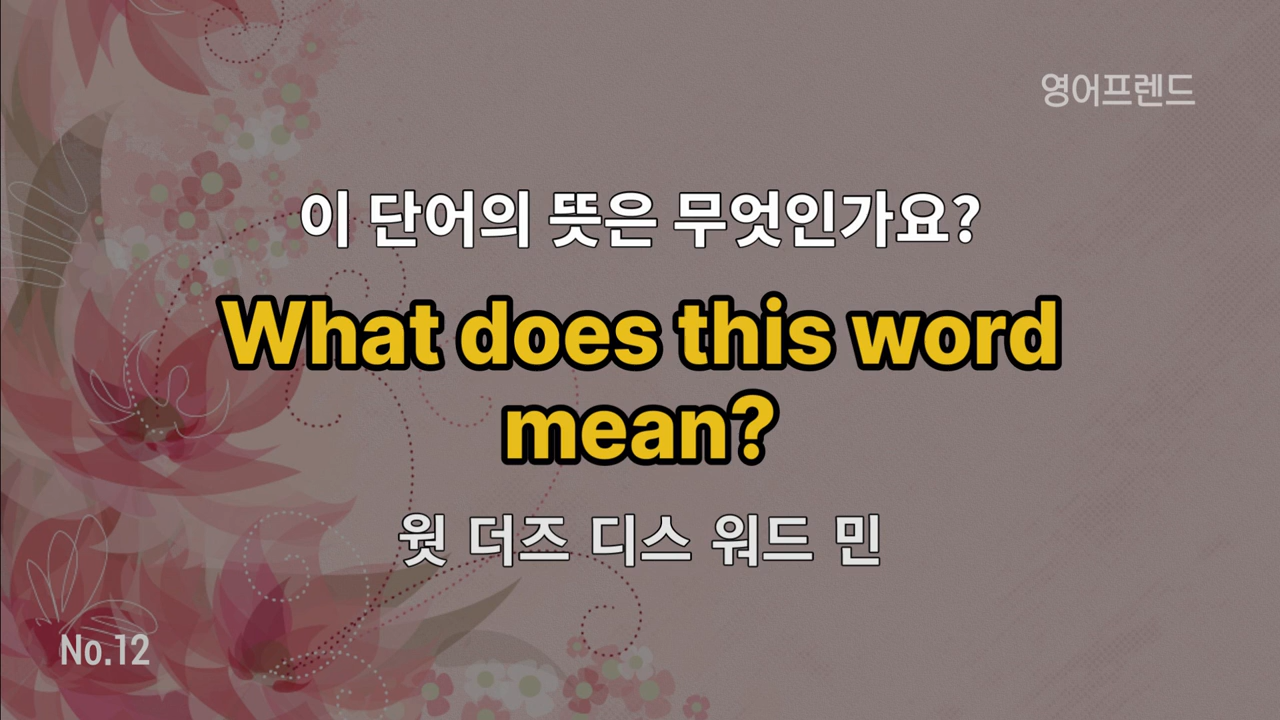 영어프렌드
이 단어의 뜻은 무엇인가요?
What does this word
mean?
윗 더즈 디스 워드 민
No.12